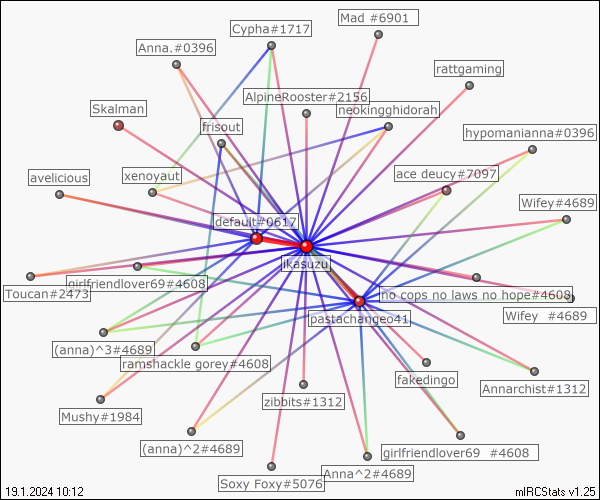 Mad #6901
Cypha#1717
Anna.#0396
rattgaming
AlpineRooster#2156
neokingghidorah
Skalman
frisout
hypomanianna#0396
ace deucy#7097
avelicious
xenoyaut
Wifey#4689
default#0617
ikasuzu
girlfriendlover69#4608
Toucan#2473
no cops no laws no hope#4608
Wifey #4689
pastachangeo41
(anna)^3#4689
ramshackle gorey#4608
fakedingo
Annarchist#1312
zibbits#1312
Mushy#1984
(anna)^2#4689
girlfriendlover69 #4608
Anna^2#4689
Soxy Foxy#5076
19.1.2024 10:12
mIRCStats v1.25